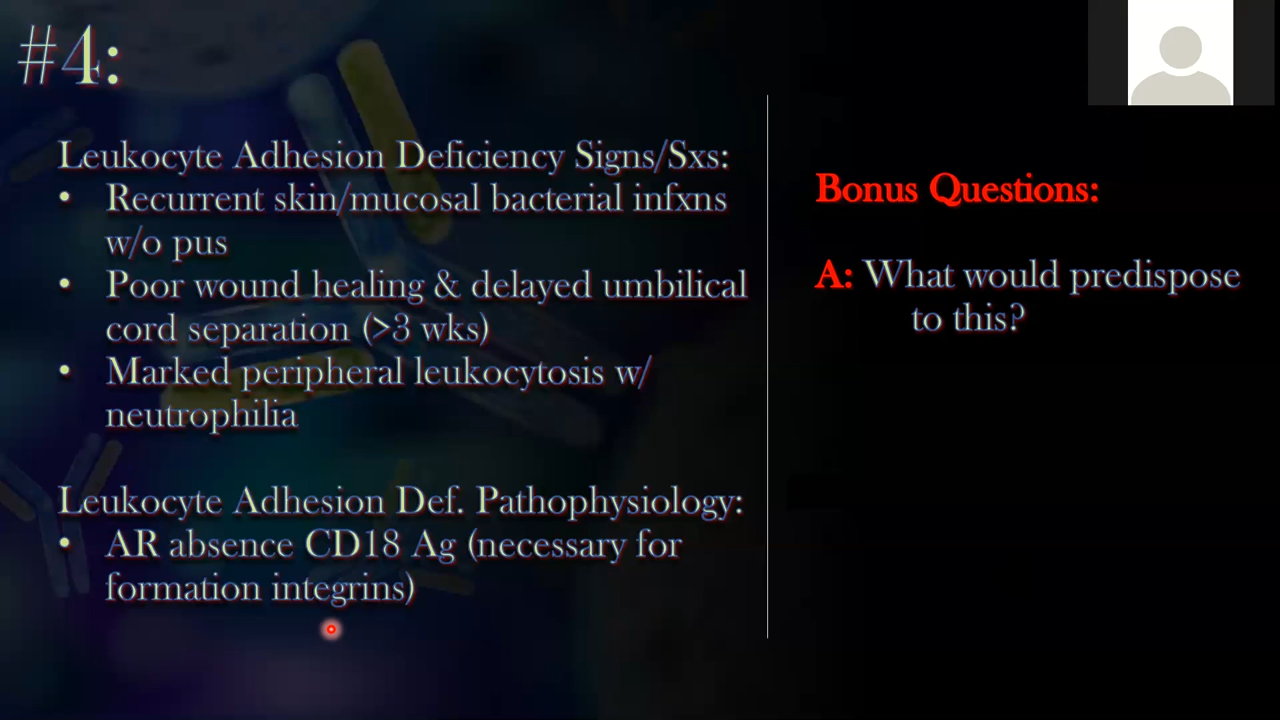 #4:
Leukocyte Adhesion Deficiency Signs/Sxs:
• Recurrent skin/mucosal bacterial infxns
w/o pus
• Poor wound healing & delayed umbilical
cord separation (>3 wks)
• Marked peripheral leukocytosis w/
neutrophilia
Leukocyte Adhesion Def. Pathophysiology:
• AR absence CD18 Ag (necessary for
formation integrins)
Bonus Questions:
A: What would predispose
to this?